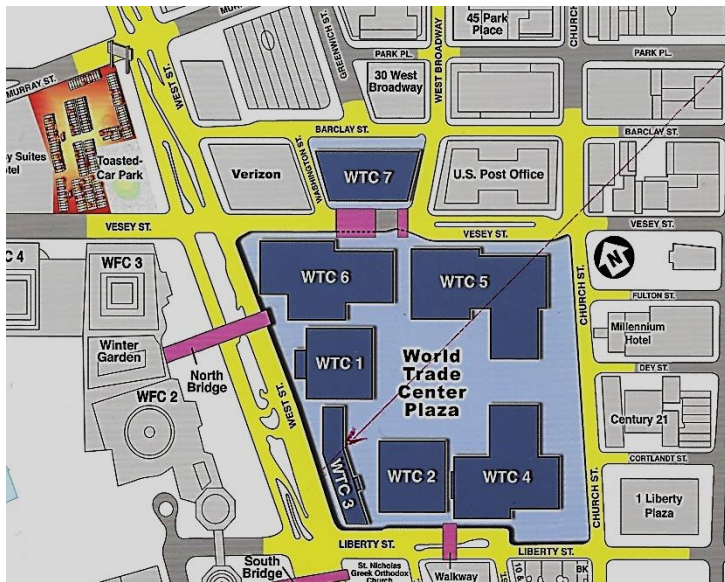 MURRAY ST.
WEST ST.
GREENWICH ST.
WEST BROADWAY
45 Park
Place
CHURCH
PARK PL.
PARK PL.
30 West
Broadway
BARCLAY ST.
BARCLAY ST.
Toasted-
Car Park
y Suites
tel
Verizon
WASHINGTON ST.
WTC 7
U.S. Post Office
VESEY ST.
VESEY ST.
VESEY ST.
C 4
WFC 3
WTC 6
WTC 5
CHURCH ST.
N
FULTON ST.
Winter
Garden
North
Bridge
WTC 1
World
Trade
Center
Plaza
Millennium
Hotel
DEY ST.
WFC 2
WEST ST.
Century 21
WTC 3
WTC 2
WTC 4
CORTLANDT ST.
CHURCH ST.
1 Liberty
Plaza
LIBERTY ST.
LIBERTY ST.
South
Bridge
St. Nicholas
Greek Orthodox
Church
Walkway
10 &
BK